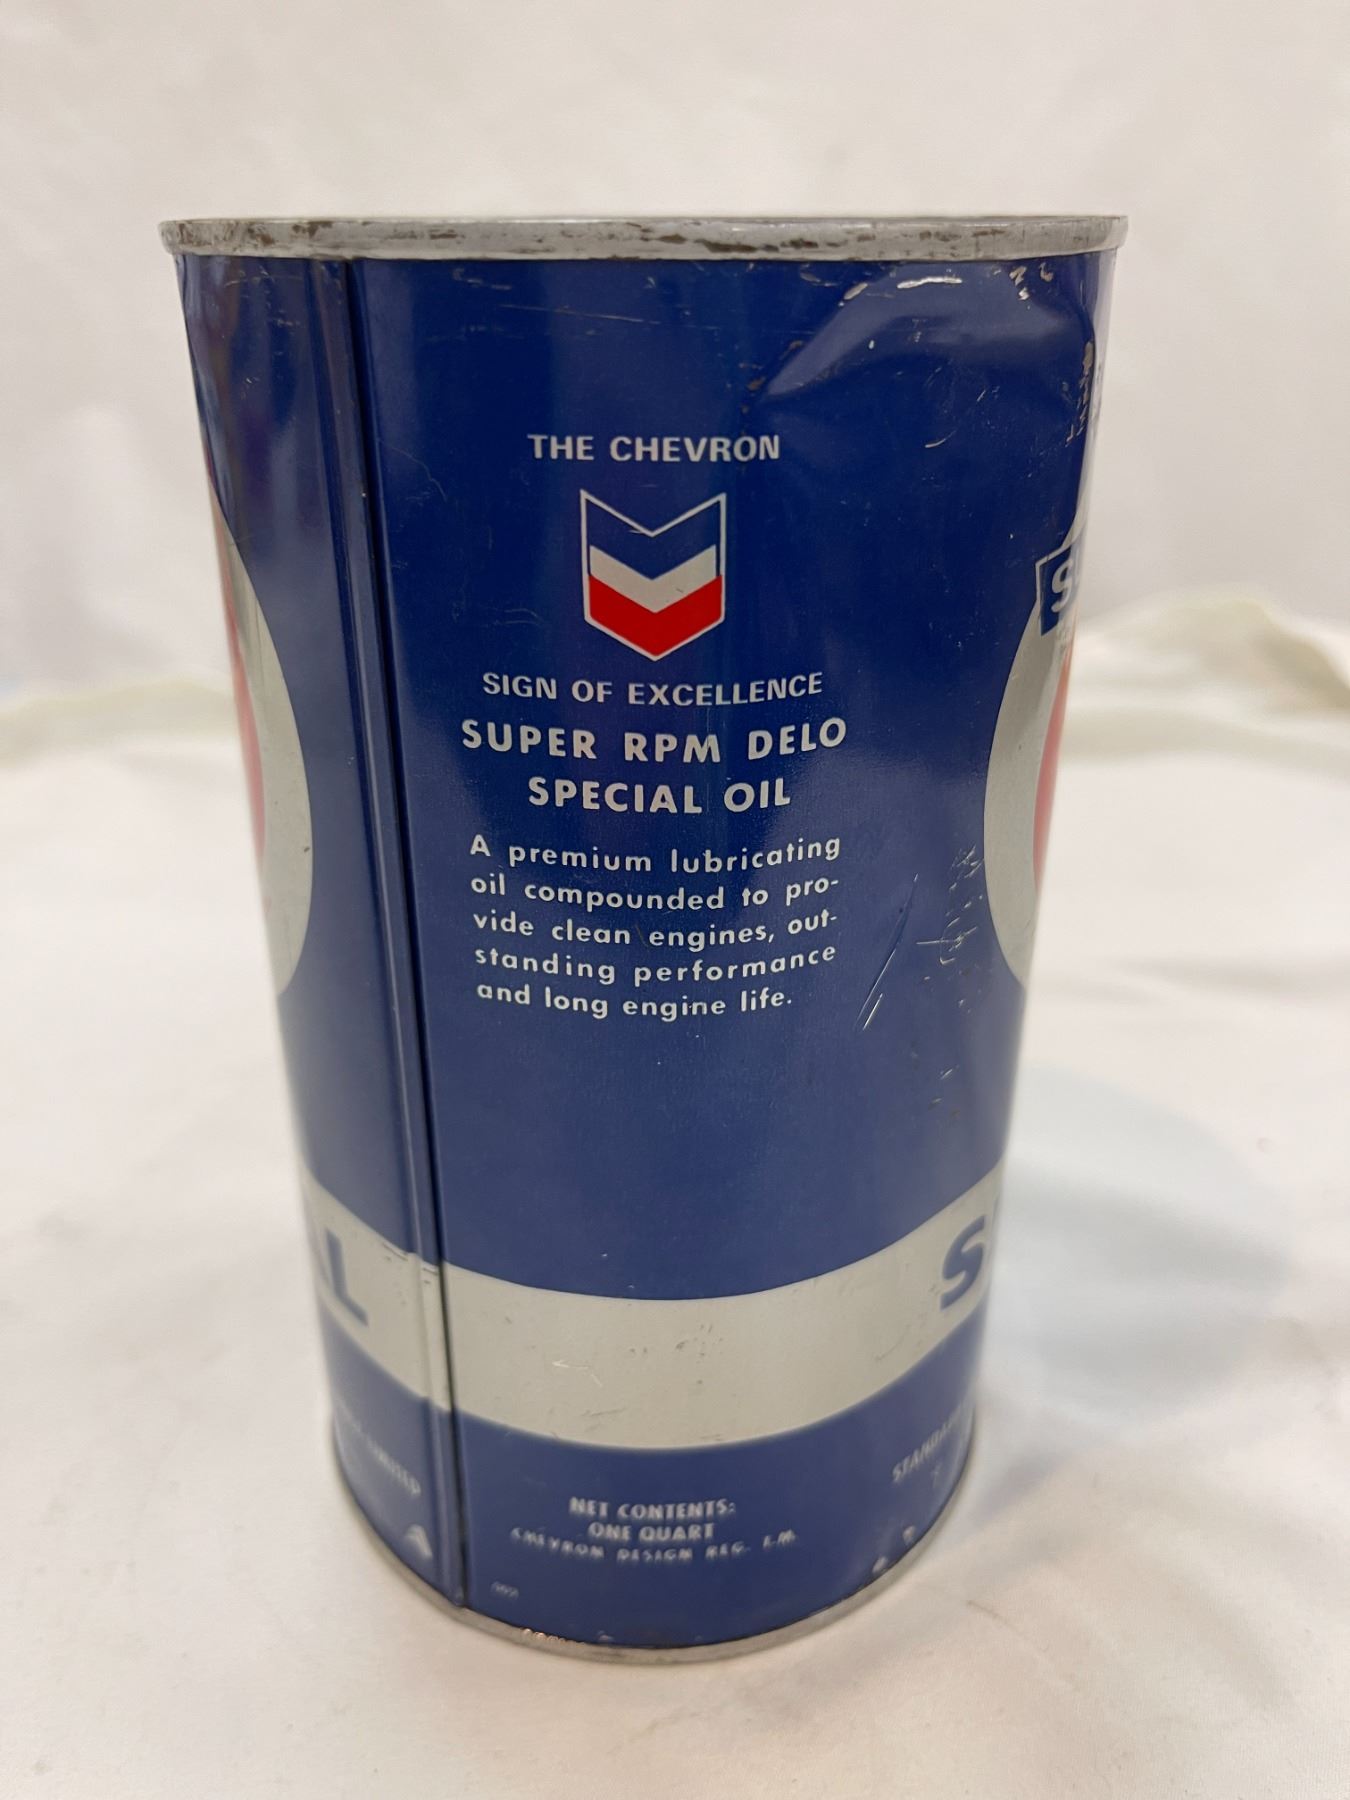 THE CHEVRON
SIGN OF EXCELLENCE
SUPER RPM DELO
SPECIAL OIL
A premium lubricating
oil compounded to pro-
vide clean engines, out-
standing performance
and long engine life.
NET CONTENTS:
ONE QUART
CHEVRON DESIGN REG. T.M.